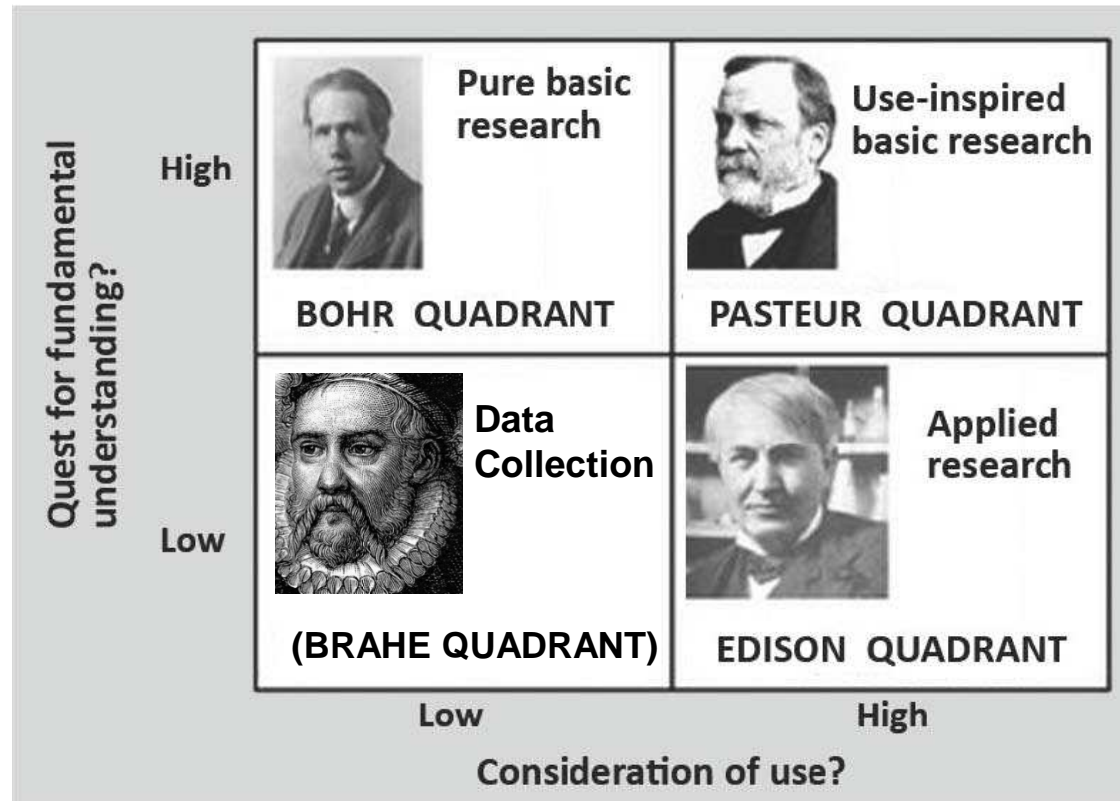 Quest for fundamental
understanding?
High
Low
Pure basic
research
BOHR QUADRANT
Use-inspired
basic research
PASTEUR QUADRANT
Data
Collection
(BRAHE QUADRANT)
Applied
research
EDISON QUADRANT
Low
High
Consideration of use?